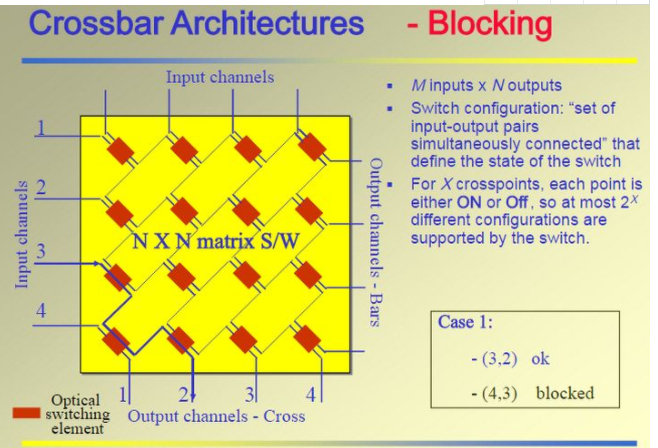 Crossbar Architectures - Blocking
Input channels
1
2
3
4
Input channels
N X N matrix S/W
Output channels - Bars
1 2 3 4
Output channels - Cross
Optical
switching
element
▪ M inputs x N outputs
▪ Switch configuration: “set of
input-output pairs
simultaneously connected” that
define the state of the switch
▪ For X crosspoints, each point is
either ON or Off, so at most 2^X
different configurations are
supported by the switch.
Case 1:
- (3,2) ok
- (4,3) blocked